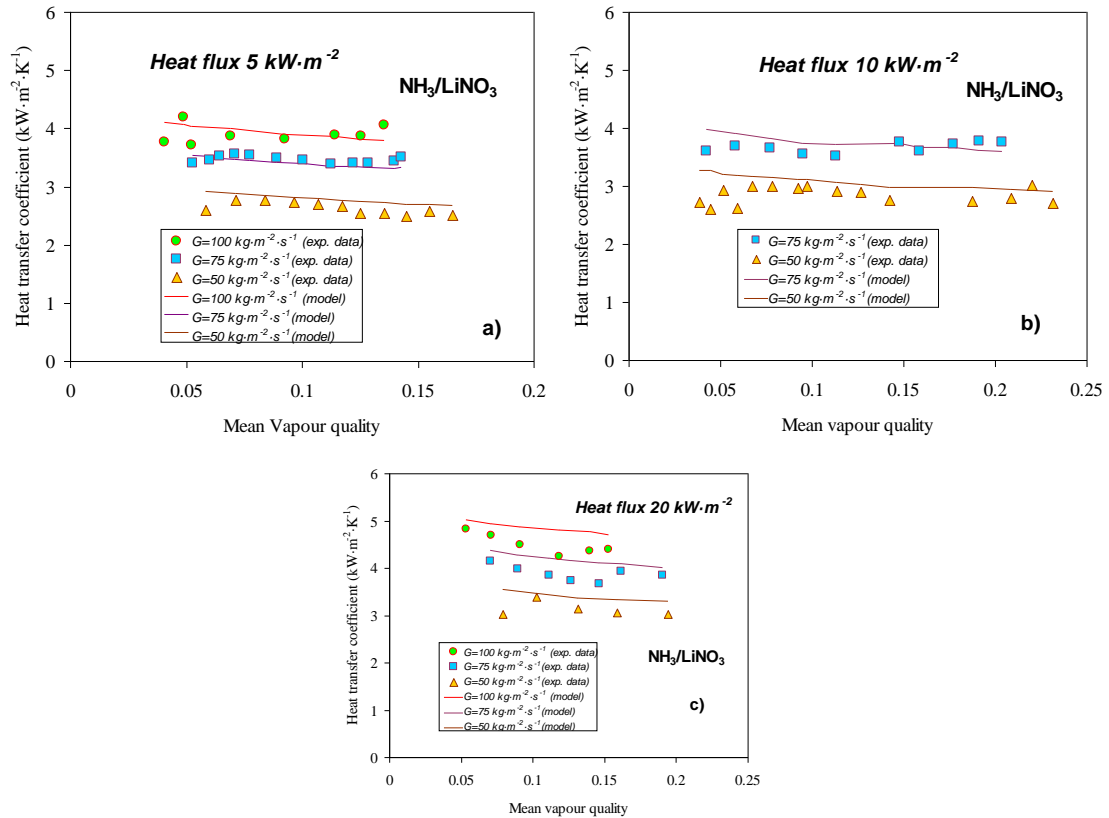 Heat transfer coefficient (kW·m⁻²·K⁻¹)
6
5
4
3
2
1
0
Heat flux 5 kW·m⁻²
a)
NH₃/LiNO₃
G=100 kg·m⁻²·s⁻¹ (exp. data)
G=75 kg·m⁻²·s⁻¹ (exp. data)
G=50 kg·m⁻²·s⁻¹ (exp. data)
G=100 kg·m⁻²·s⁻¹ (model)
G=75 kg·m⁻²·s⁻¹ (model)
G=50 kg·m⁻²·s⁻¹ (model)
0 0.05 0.1 0.15 0.2
Mean Vapour quality
Heat transfer coefficient (kW·m⁻²·K⁻¹)
6
5
4
3
2
1
0
Heat flux 10 kW·m⁻²
NH₃/LiNO₃
G=75 kg·m⁻²·s⁻¹ (exp. data)
G=50 kg·m⁻²·s⁻¹ (exp. data)
G=75 kg·m⁻²·s⁻¹ (model)
G=50 kg·m⁻²·s⁻¹ (model)
b)
0 0.05 0.1 0.15 0.2 0.25
Mean vapour quality
Heat transfer coefficient (kW·m⁻²·K⁻¹)
6
5
4
3
2
1
0
Heat flux 20 kW·m⁻²
NH₃/LiNO₃
G=100 kg·m⁻²·s⁻¹ (exp. data)
G=75 kg·m⁻²·s⁻¹ (exp. data)
G=50 kg·m⁻²·s⁻¹ (exp. data)
G=100 kg·m⁻²·s⁻¹ (model)
G=75 kg·m⁻²·s⁻¹ (model)
G=50 kg·m⁻²·s⁻¹ (model)
c)
0 0.05 0.1 0.15 0.2 0.25
Mean vapour quality